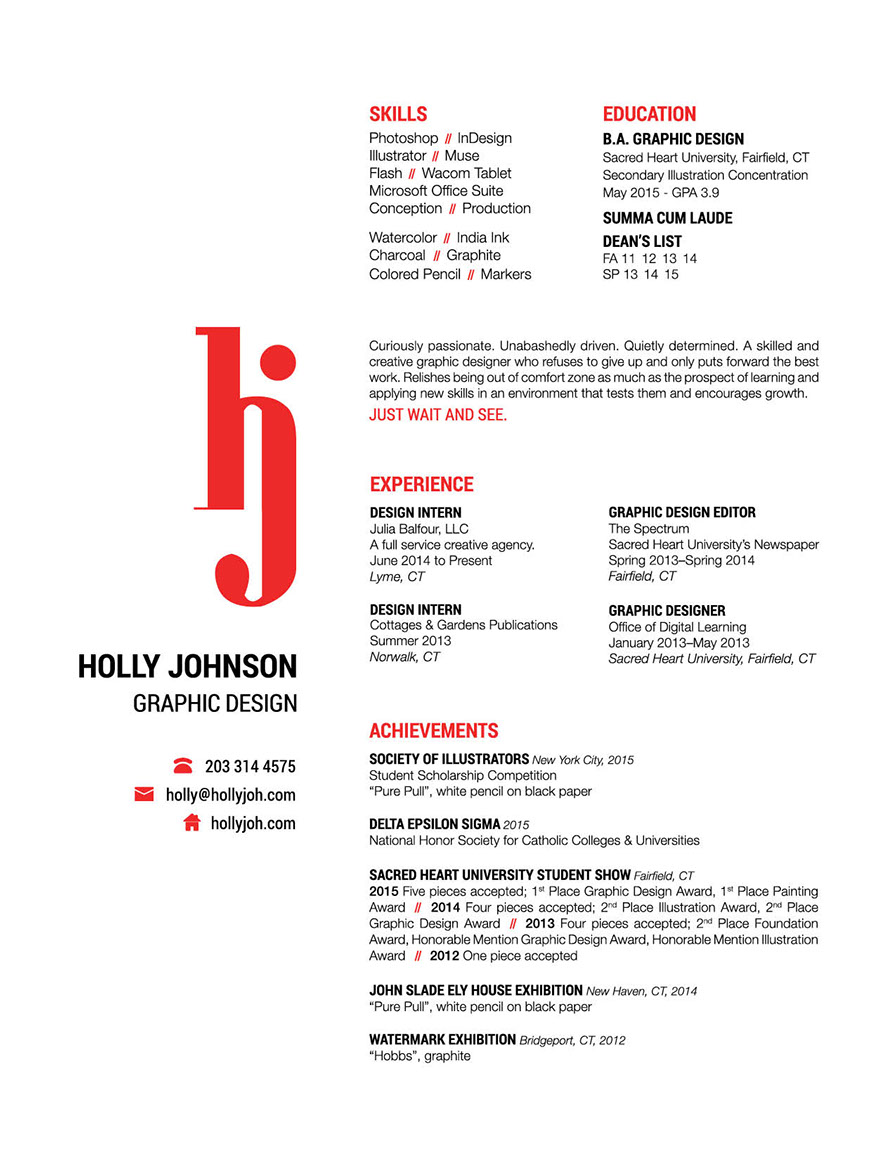 SKILLS
Photoshop // InDesign
Illustrator // Muse
Flash // Wacom Tablet
Microsoft Office Suite
Conception // Production
Watercolor // India Ink
Charcoal // Graphite
Colored Pencil // Markers
EDUCATION
B.A. GRAPHIC DESIGN
Sacred Heart University, Fairfield, CT
Secondary Illustration Concentration
May 2015 - GPA 3.9
SUMMA CUM LAUDE
DEAN'S LIST
FA 11 12 13 14
SP 13 14 15
hj
HOLLY JOHNSON
GRAPHIC DESIGN
203 314 4575
holly@hollyjoh.com
hollyjoh.com
Curiously passionate. Unabashedly driven. Quietly determined. A skilled and
creative graphic designer who refuses to give up and only puts forward the best
work. Relishes being out of comfort zone as much as the prospect of learning and
applying new skills in an environment that tests them and encourages growth.
JUST WAIT AND SEE.
EXPERIENCE
DESIGN INTERN
Julia Balfour, LLC
A full service creative agency.
June 2014 to Present
Lyme, CT
DESIGN INTERN
Cottages & Gardens Publications
Summer 2013
Norwalk, CT
GRAPHIC DESIGN EDITOR
The Spectrum
Sacred Heart University's Newspaper
Spring 2013–Spring 2014
Fairfield, CT
GRAPHIC DESIGNER
Office of Digital Learning
January 2013–May 2013
Sacred Heart University, Fairfield, CT
ACHIEVEMENTS
SOCIETY OF ILLUSTRATORS New York City, 2015
Student Scholarship Competition
“Pure Pull”, white pencil on black paper
DELTA EPSILON SIGMA 2015
National Honor Society for Catholic Colleges & Universities
SACRED HEART UNIVERSITY STUDENT SHOW Fairfield, CT
2015 Five pieces accepted; 1st Place Graphic Design Award, 1st Place Painting
Award // 2014 Four pieces accepted; 2nd Place Illustration Award, 2nd Place
Graphic Design Award // 2013 Four pieces accepted; 2nd Place Foundation
Award, Honorable Mention Graphic Design Award, Honorable Mention Illustration
Award // 2012 One piece accepted
JOHN SLADE ELY HOUSE EXHIBITION New Haven, CT, 2014
“Pure Pull”, white pencil on black paper
WATERMARK EXHIBITION Bridgeport, CT, 2012
“Hobbs”, graphite